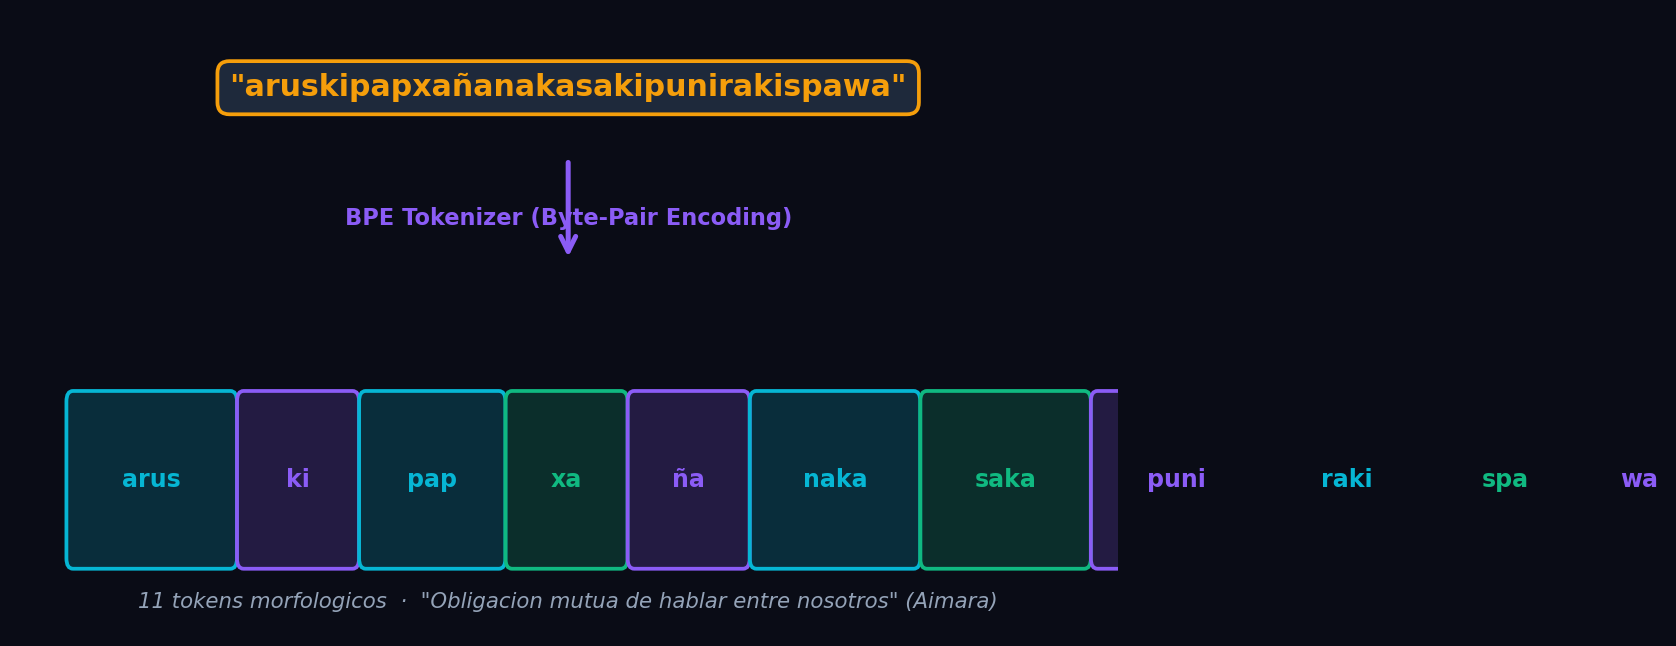 "aruskipapxañanakasakipunirakispawa"
BPE Tokenizer (Byte-Pair Encoding)
arus ki pap xa ña naka saka puni raki spa wa
11 tokens morfologicos · "Obligacion mutua de hablar entre nosotros" (Aimara)